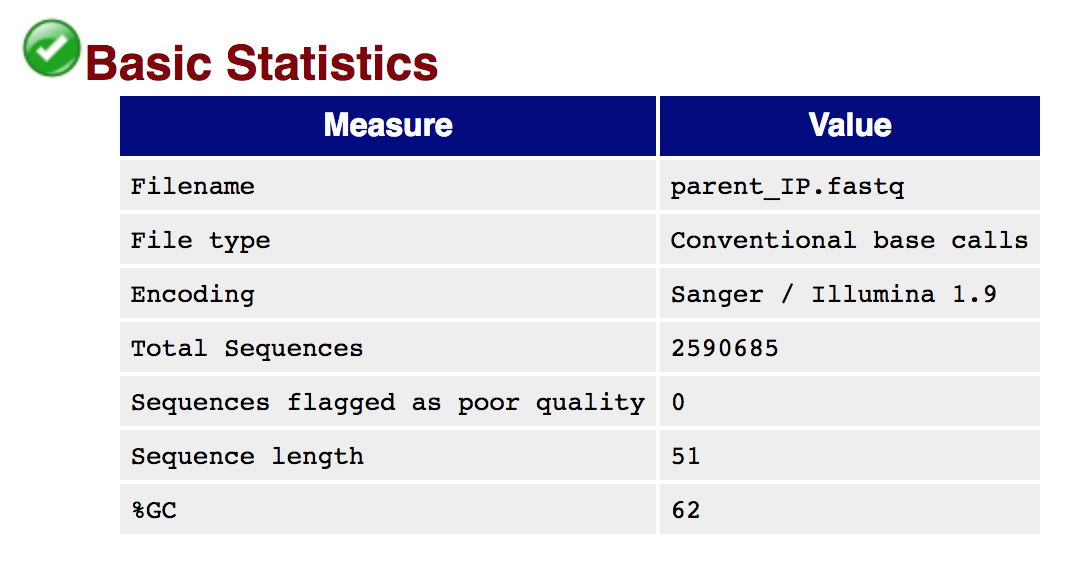 Basic Statistics
Measure Value
Filename parent_IP.fastq
File type Conventional base calls
Encoding Sanger / Illumina 1.9
Total Sequences 2590685
Sequences flagged as poor quality 0
Sequence length 51
%GC 62